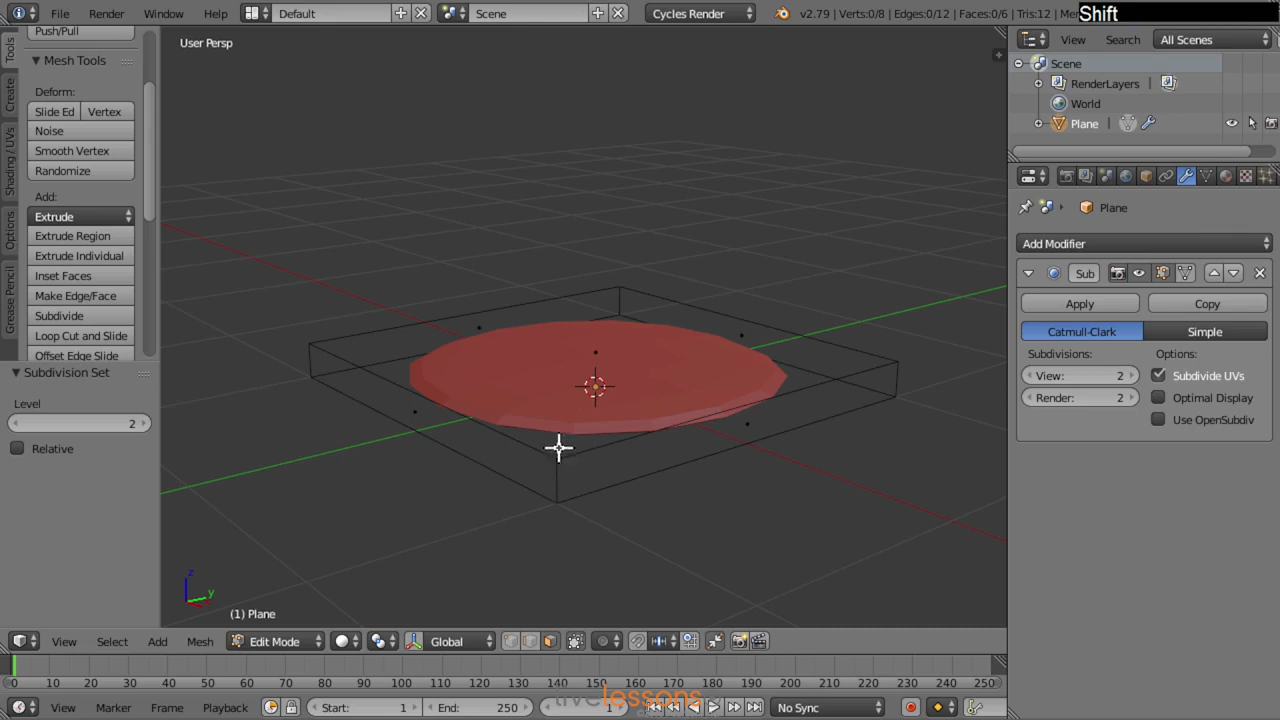 File Render Window Help Default Scene Cycles Render v2.79 | Verts:0/8 | Edges:0/12 | Faces:0/6 | Tris:12 | Shift
Push/Pull
Mesh Tools
Deform:
Slide Ed Vertex
Noise
Smooth Vertex
Randomize
Add:
Extrude
Extrude Region
Extrude Individual
Inset Faces
Make Edge/Face
Subdivide
Loop Cut and Slide
Offset Edge Slide
Subdivision Set
Level
2
Relative
Tools
Create
Shading / UVs
Options
Grease Pencil
User Persp
z
y
(1) Plane
View Search All Scenes
Scene
RenderLayers
World
Plane
Plane
Add Modifier
Sub
Apply Copy
Catmull-Clark Simple
Subdivisions: Options:
View: 2 Subdivide UVs
Render: 2 Optimal Display
Use OpenSubdiv
View Select Add Mesh Edit Mode Global
0 10 20 30 40 50 60 70 80 90 100 110 120 130 140 150 160 170 180 190 200 210 220 230 240 250
View Marker Frame Playback Start: 1 End: 250 1 No Sync
livelessons